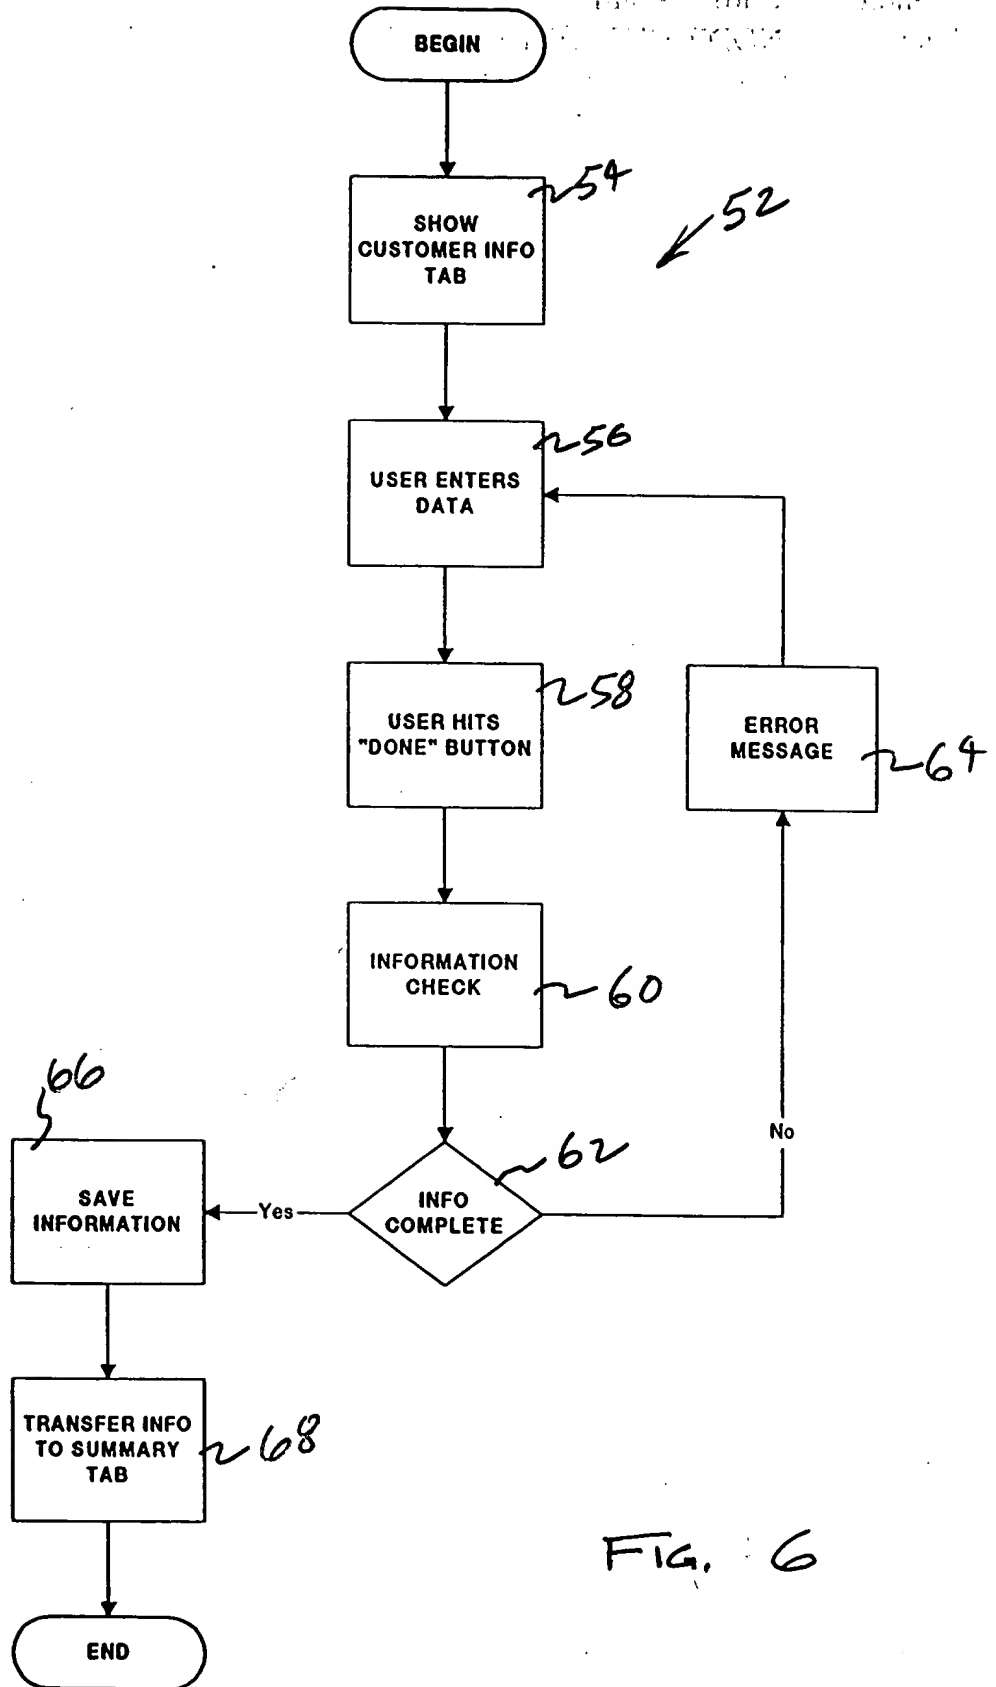 BEGIN
54
SHOW
CUSTOMER INFO
TAB
52
56
USER ENTERS
DATA
58
USER HITS
"DONE" BUTTON
ERROR
MESSAGE
64
INFORMATION
CHECK
60
66
No
62
SAVE
INFORMATION
Yes
INFO
COMPLETE
TRANSFER INFO
TO SUMMARY
TAB
68
FIG. 6
END